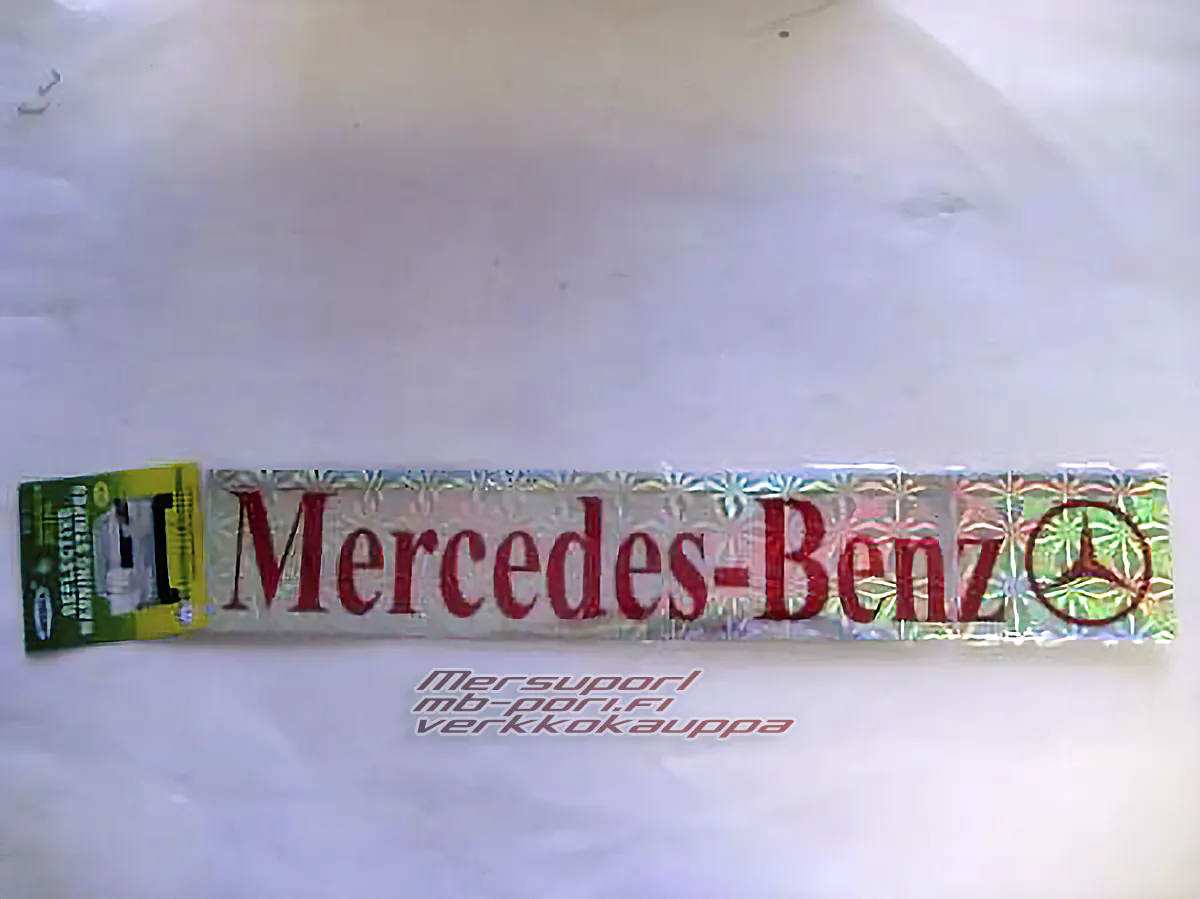 Mercedes-Benz
MersuporI
mb-pori.fi
verkkokauppa